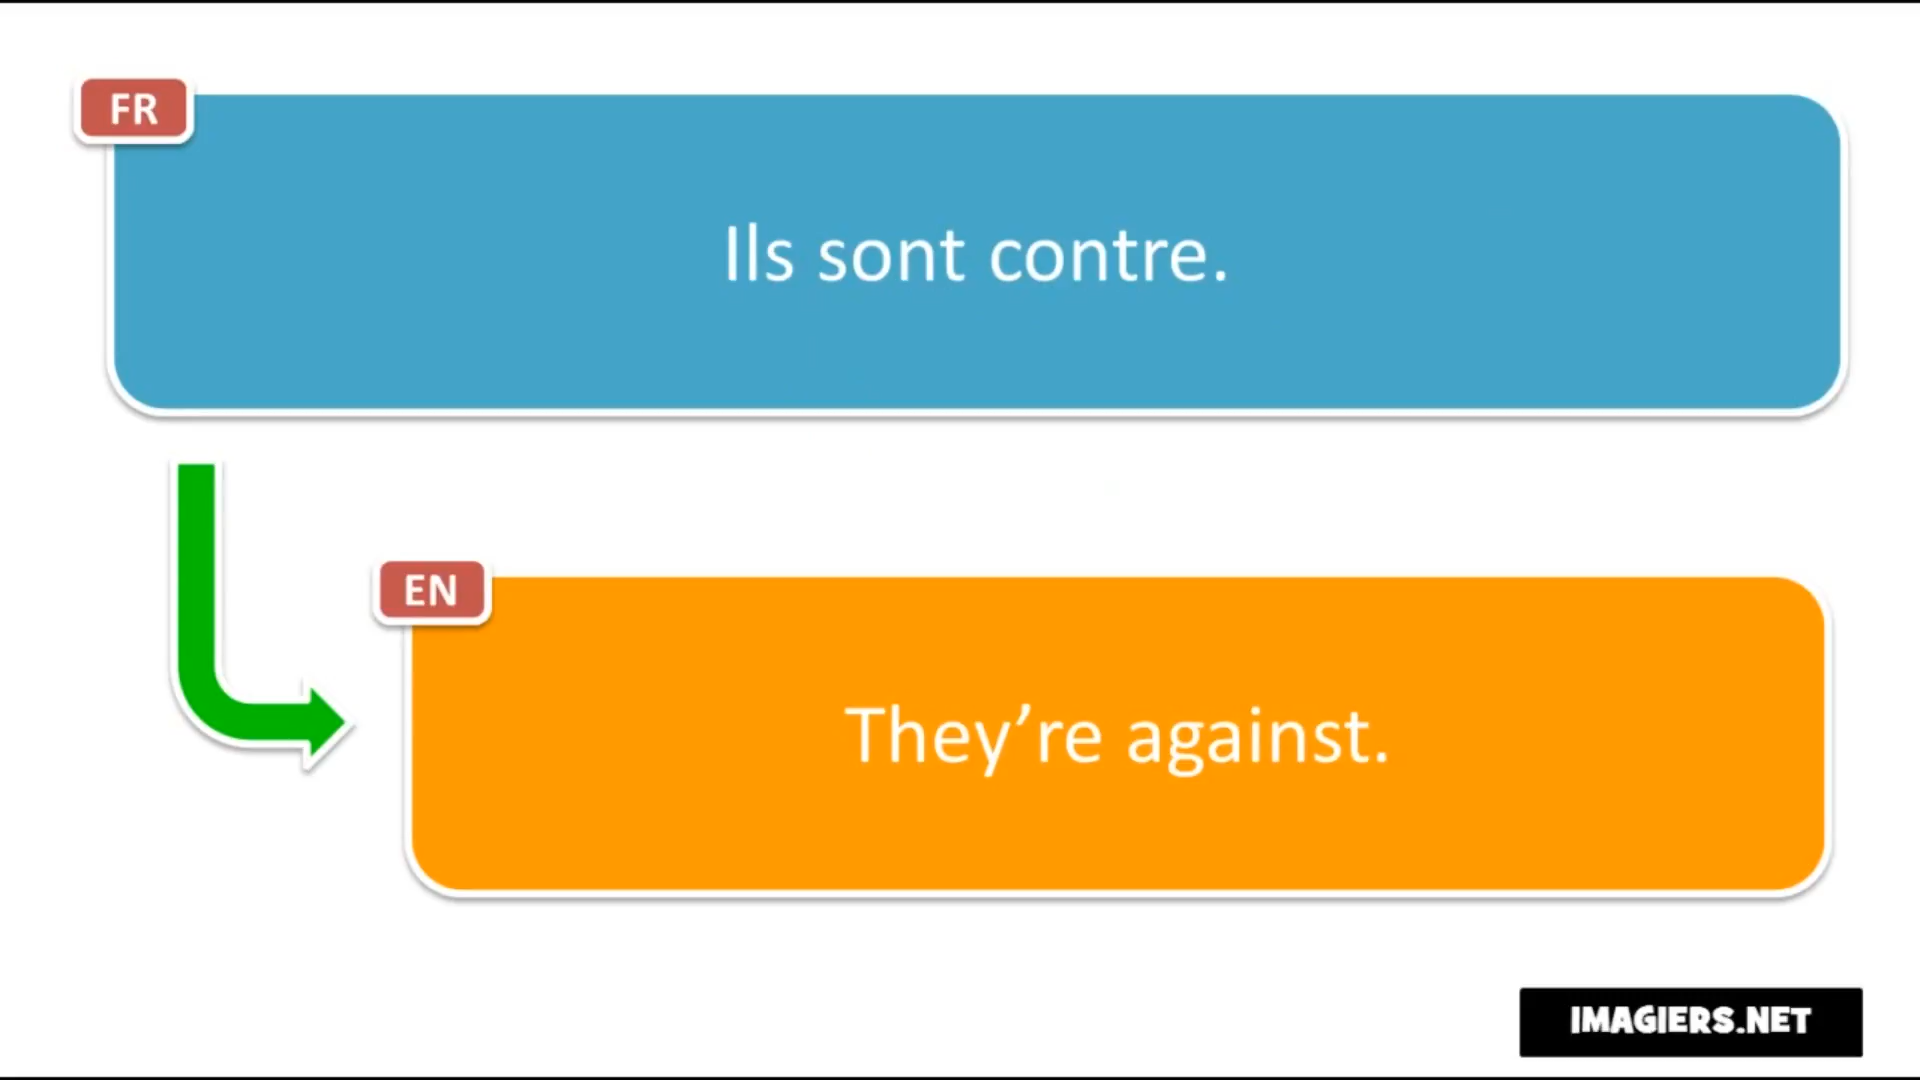 FR
Ils sont contre.
EN
They’re against.
IMAGIERS.NET